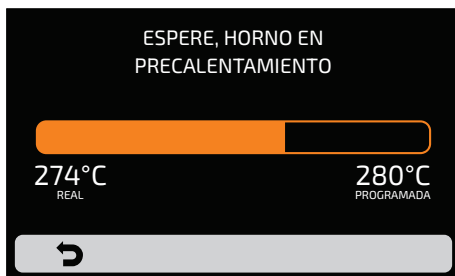 ESPERE, HORNO EN
PRECALENTAMIENTO
274°C
280°C
REAL
PROGRAMADA